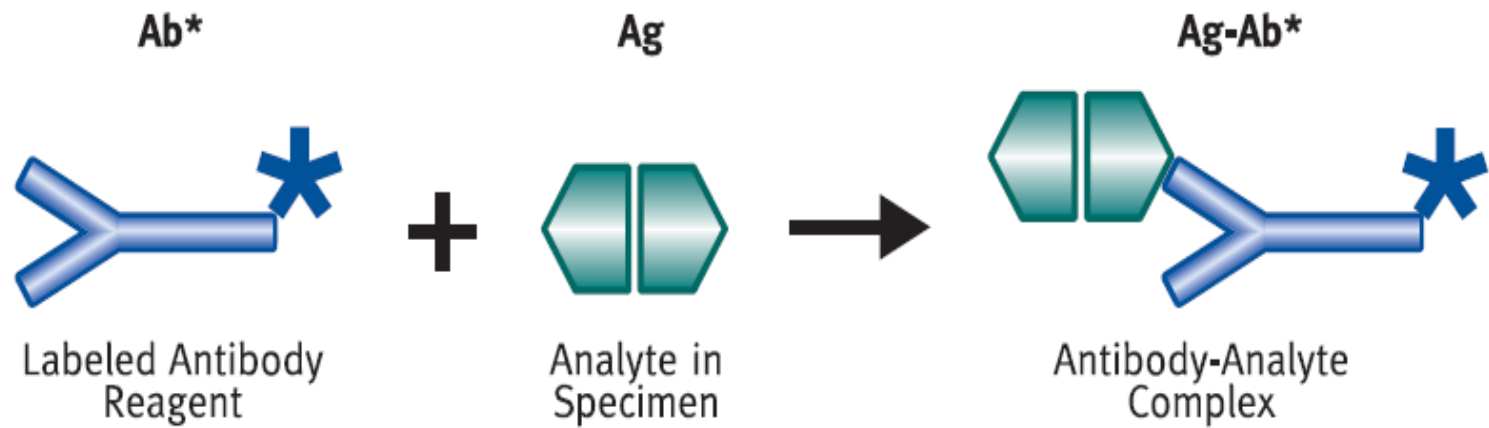 Ab*
Ag
Ag-Ab*
Labeled Antibody
Reagent
Analyte in
Specimen
Antibody-Analyte
Complex